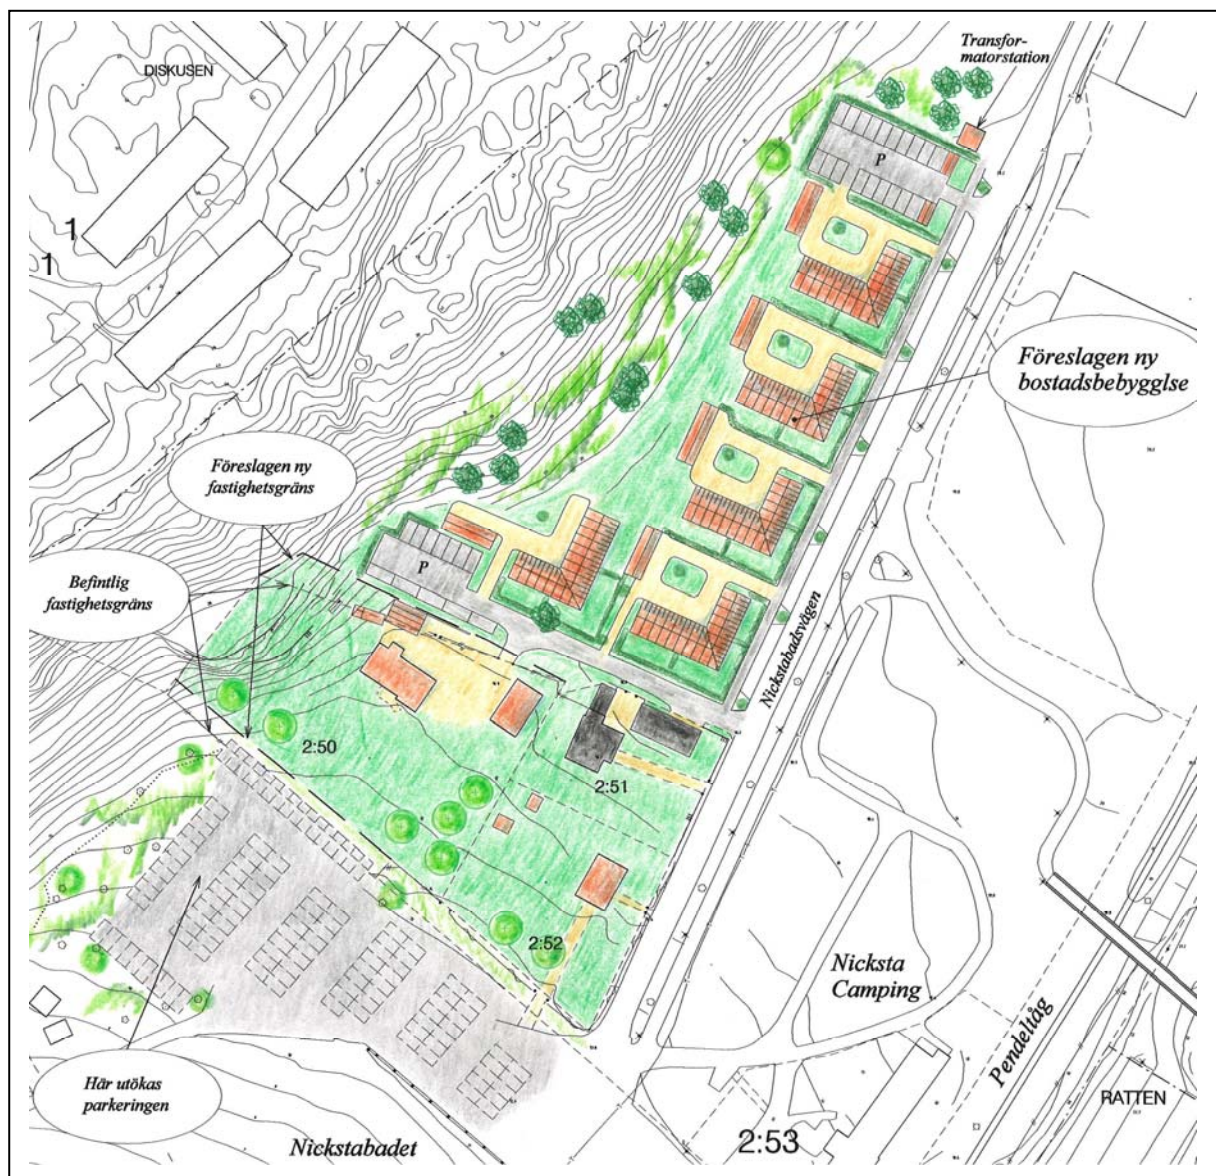 Transfor-
matorstation
DISKUSEN
P
1
1
Föreslagen ny
bostadsbebygglse
Föreslagen ny
fastighetsgräns
Befintlig
fastighetsgräns
P
Nickstabadsvägen
2:50
2:51
2:52
Nicksta
Camping
Pendeltåg
Här utökas
parkeringen
RATTEN
Nickstabadet
2:53